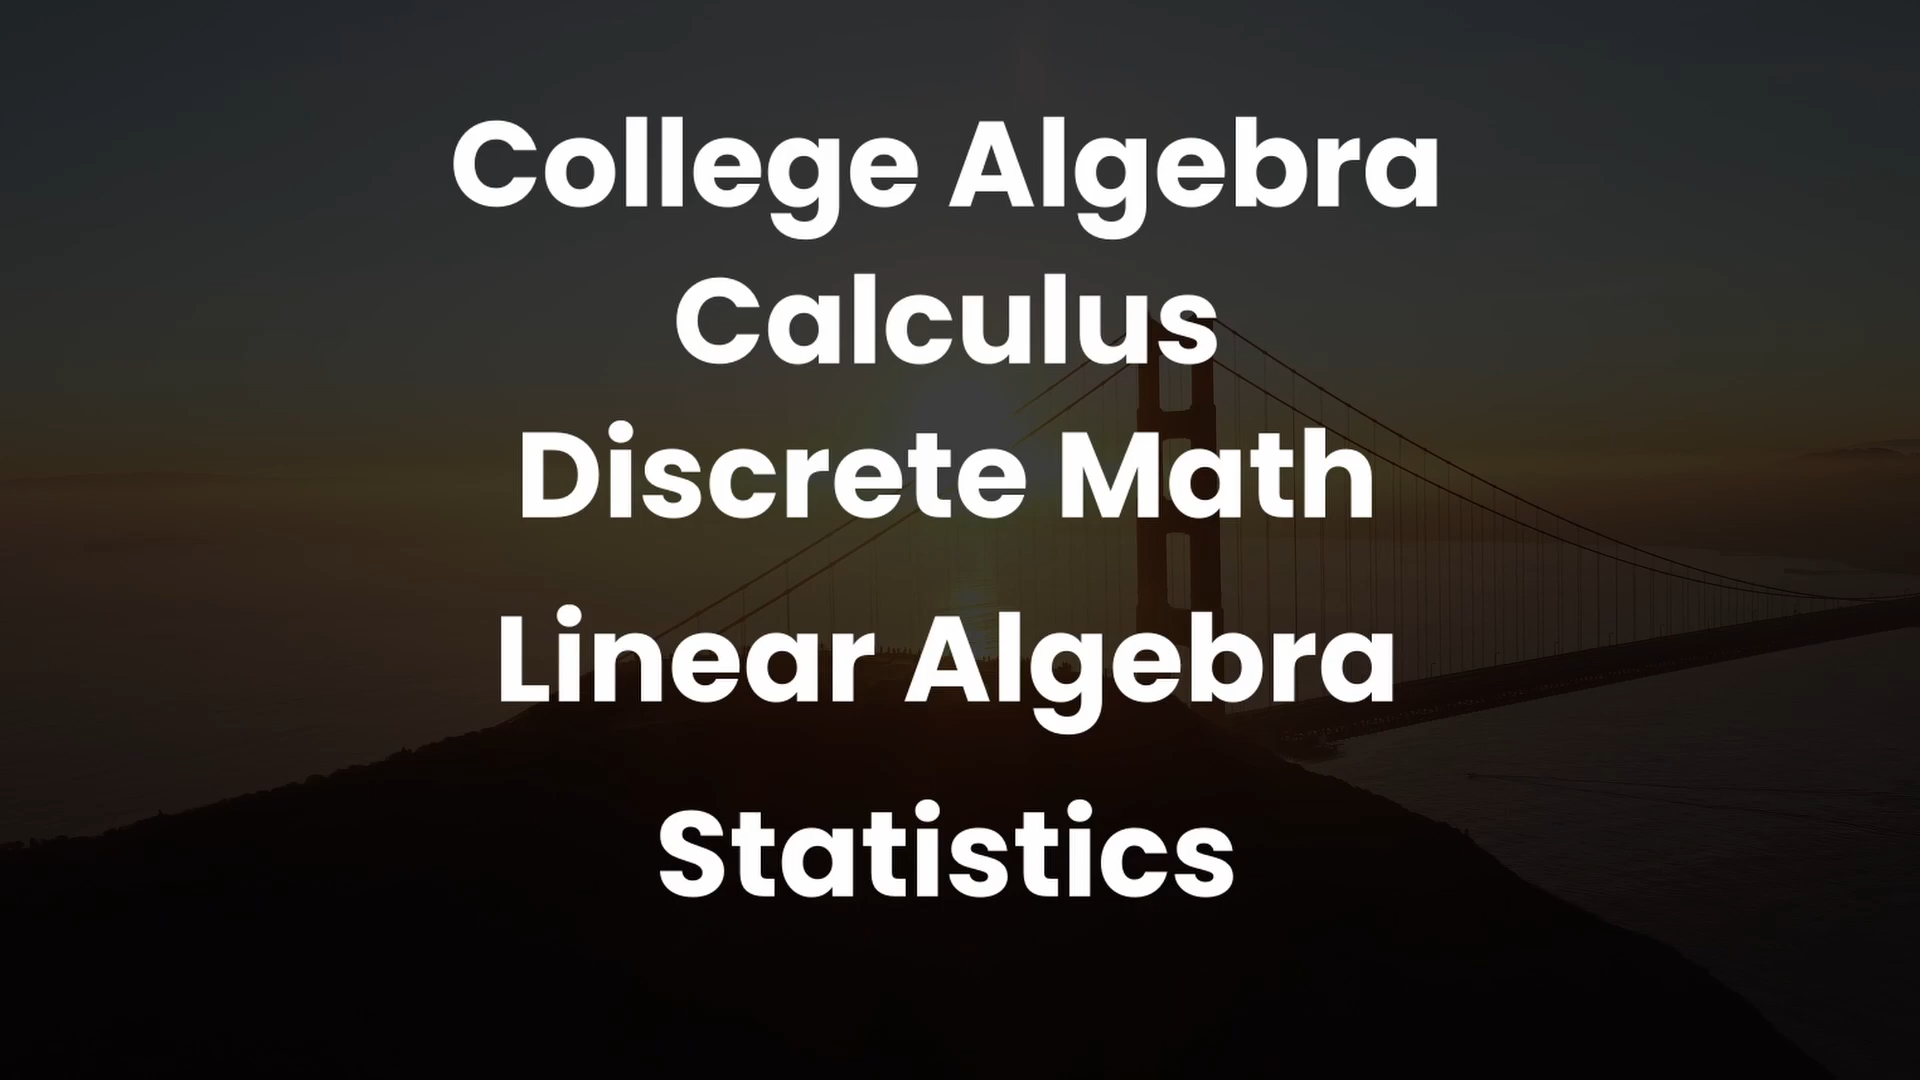 College Algebra
Calculus
Discrete Math
Linear Algebra
Statistics